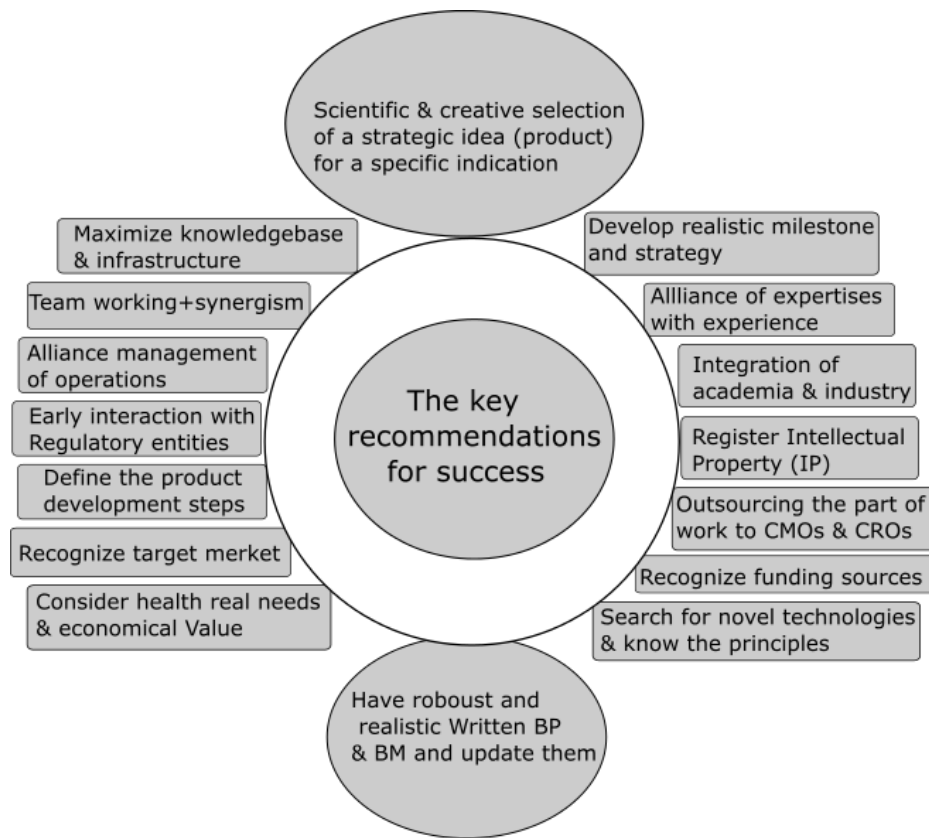 Scientific & creative selection
of a strategic idea (product)
for a specific indication
Maximize knowledgebase
& infrastructure
Team working+synergism
Alliance management
of operations
Early interaction with
Regulatory entities
Define the product
development steps
Recognize target merket
Consider health real needs
& economical Value
The key
recommendations
for success
Develop realistic milestone
and strategy
Allliance of expertises
with experience
Integration of
academia & industry
Register Intellectual
Property (IP)
Outsourcing the part of
work to CMOs & CROs
Recognize funding sources
Search for novel technologies
& know the principles
Have roboust and
realistic Written BP
& BM and update them